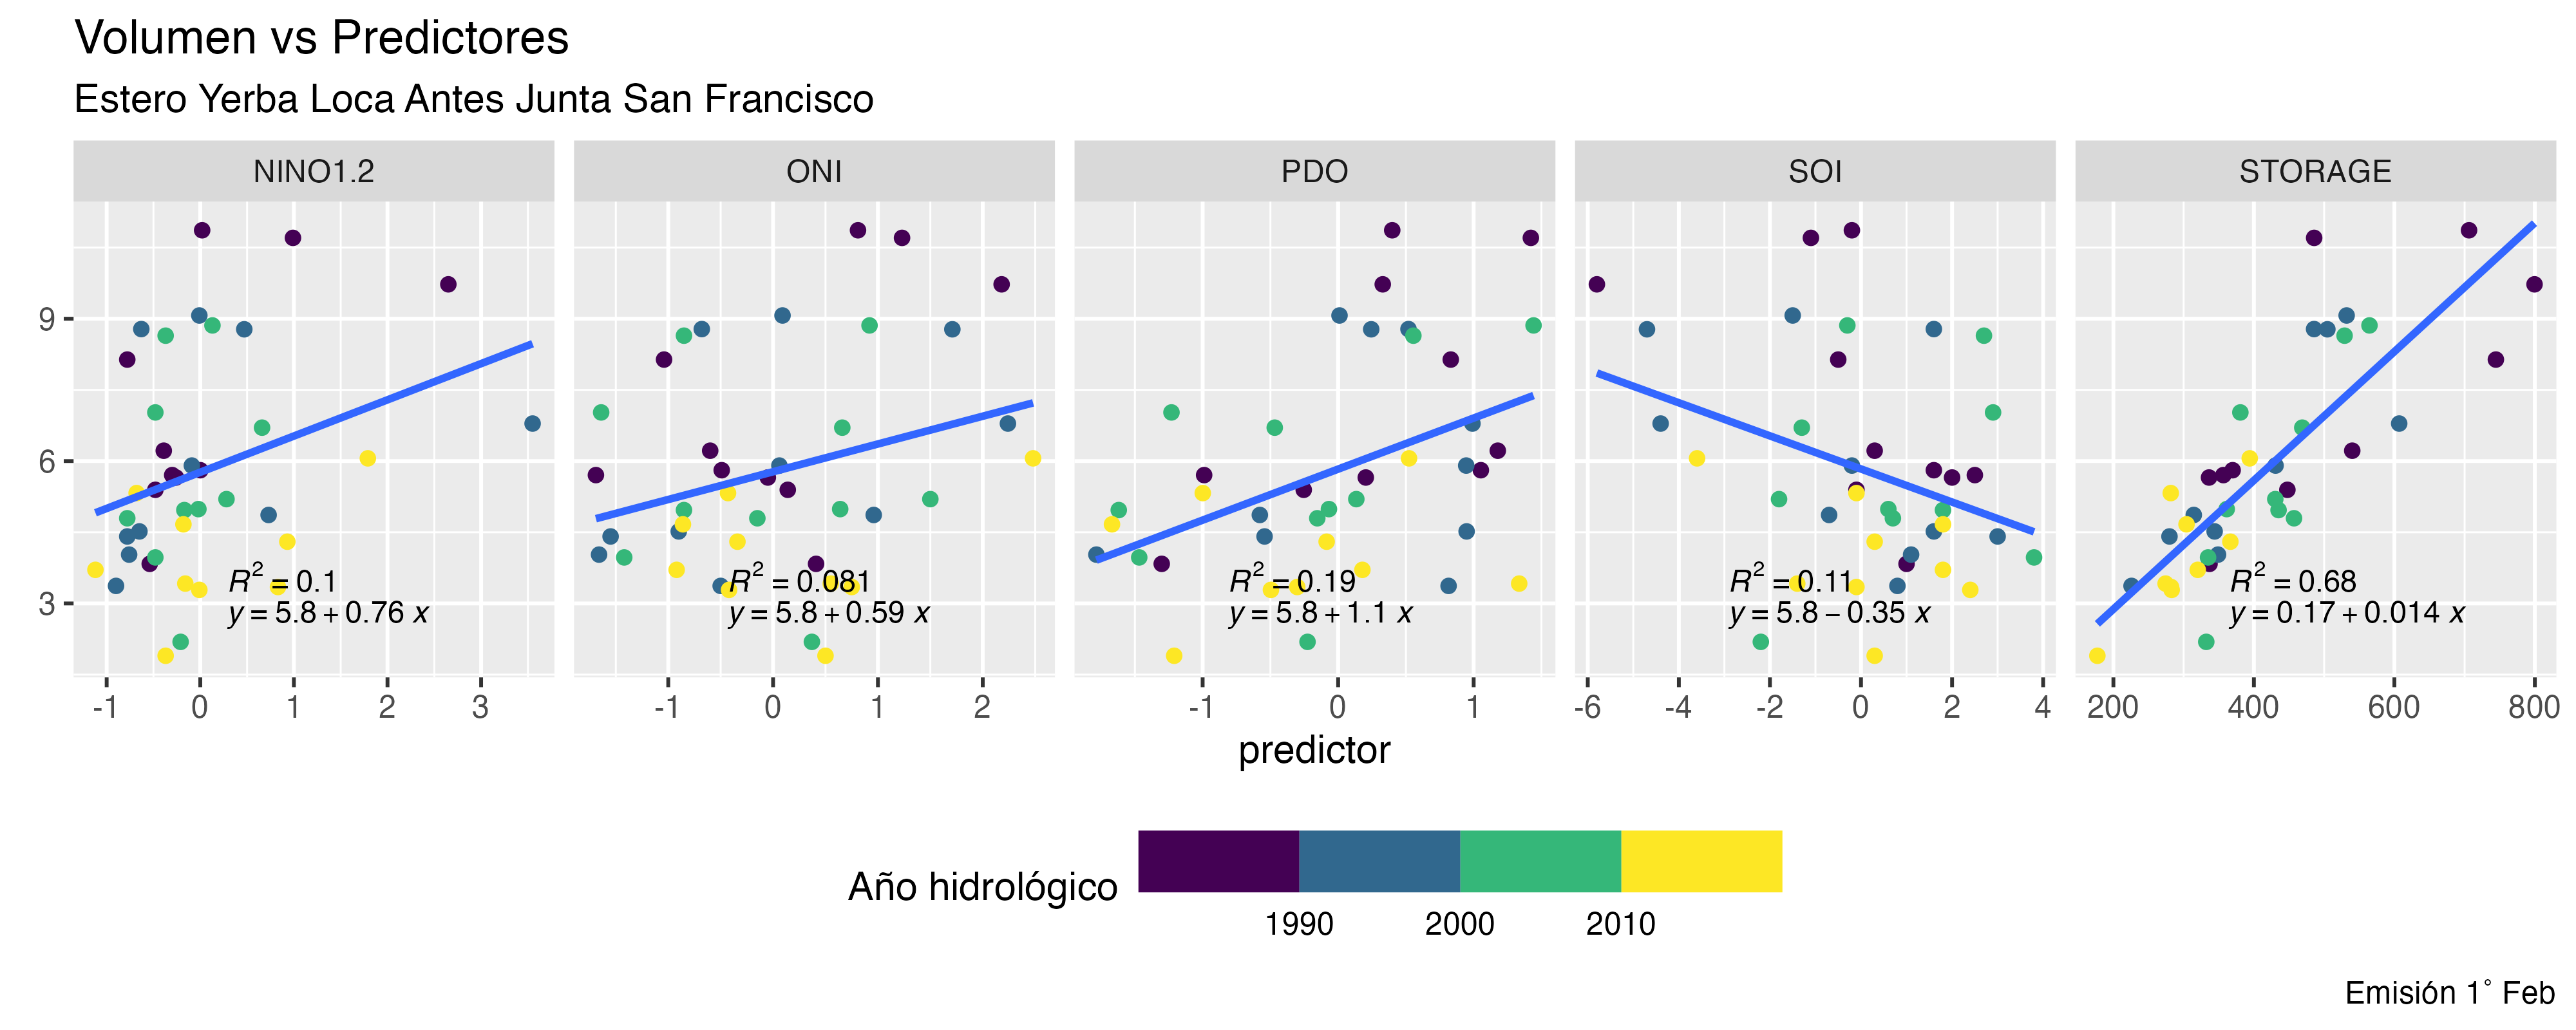 Volumen vs Predictores
Estero Yerba Loca Antes Junta San Francisco
NINO1.2 ONI PDO SOI STORAGE
9
6
3
R² = 0.1 R² = 0.081 R² = 0.19 R² = 0.11 R² = 0.68
y = 5.8 + 0.76 x y = 5.8 + 0.59 x y = 5.8 + 1.1 x y = 5.8 − 0.35 x y = 0.17 + 0.014 x
-1 0 1 2 3 -1 0 1 2 -1 0 1 -6 -4 -2 0 2 4 200 400 600 800
predictor
Año hidrológico
1990 2000 2010
Emisión 1° Feb